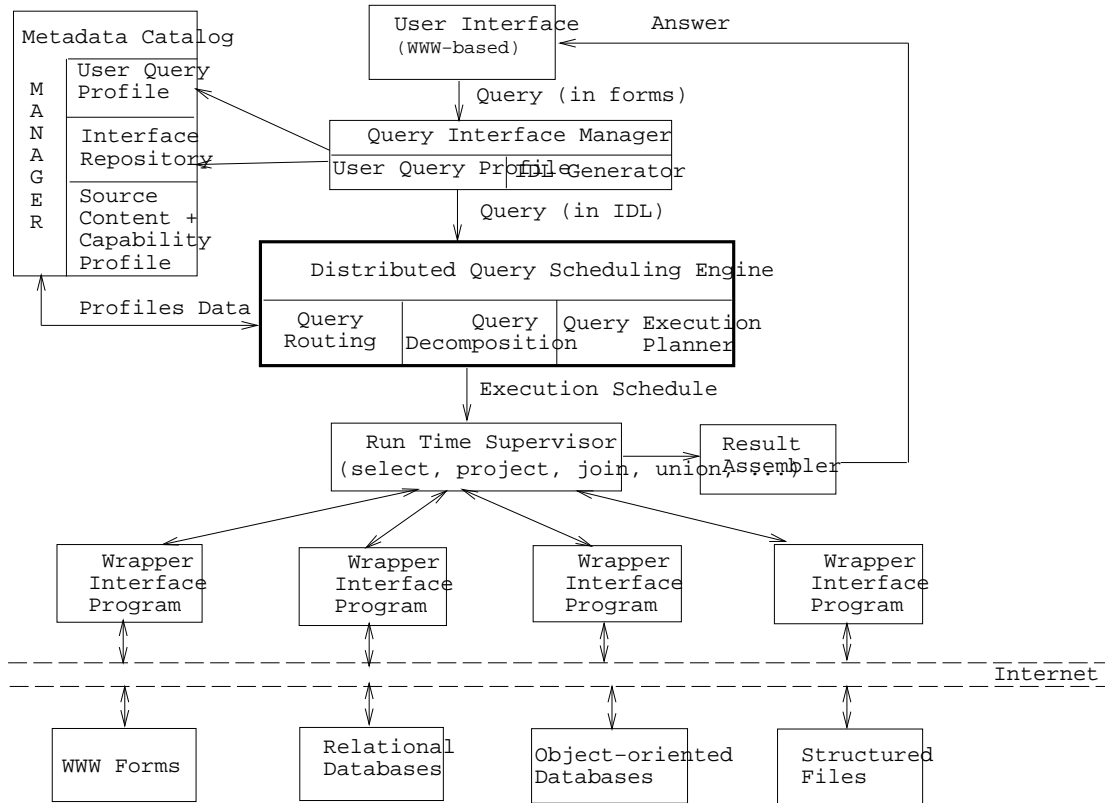 User Interface
(WWW-based)
Answer
Metadata Catalog
MANAGER
User Query
Profile
Interface
Repository
Source
Content +
Capability
Profile
Query (in forms)
Query Interface Manager
User Query Profile
IDL Generator
Query (in IDL)
Distributed Query Scheduling Engine
Query
Routing
Query
Decomposition
Query Execution
Planner
Profiles Data
Execution Schedule
Run Time Supervisor
(select, project, join, union, ...)
Result
Assembler
Wrapper
Interface
Program
Wrapper
Interface
Program
Wrapper
Interface
Program
Wrapper
Interface
Program
Internet
WWW Forms
Relational
Databases
Object-oriented
Databases
Structured
Files